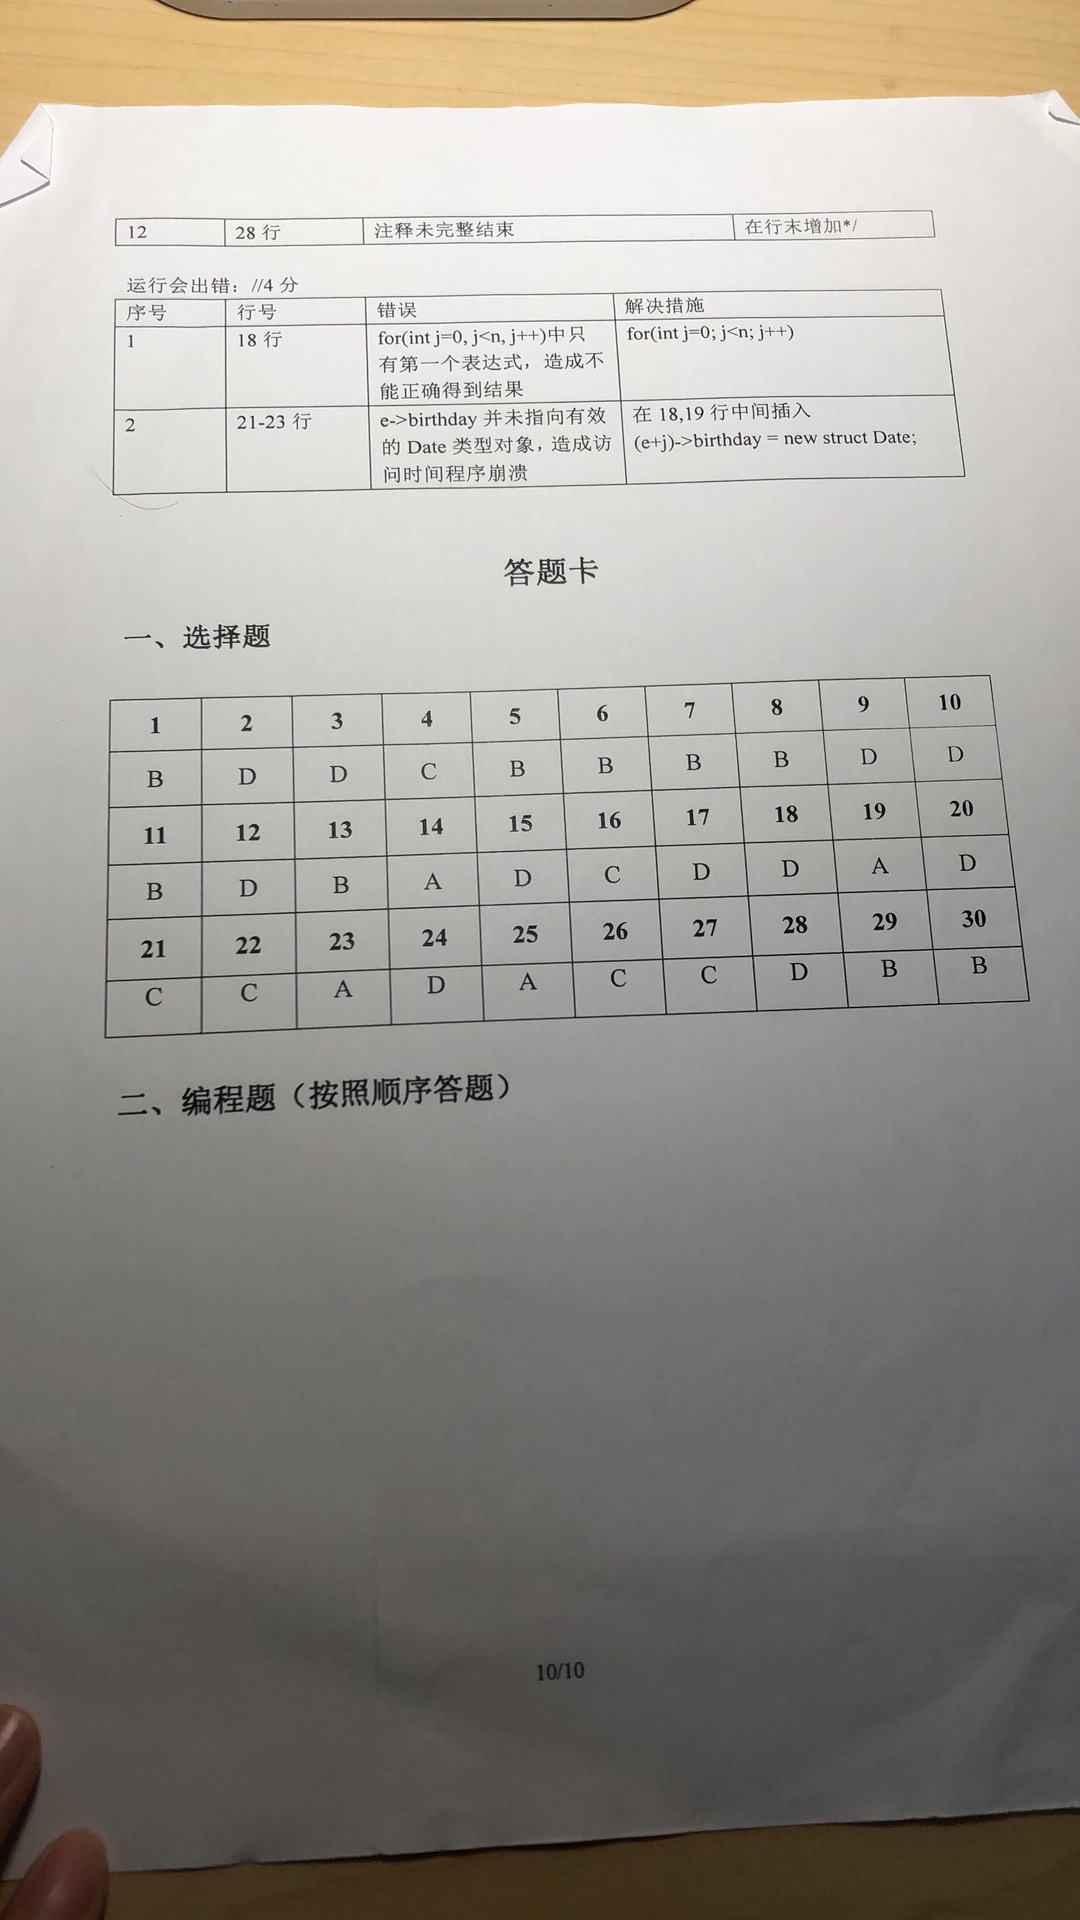 12 28 行 注释未完整结束 在行末增加*/
运行会出错：//4 分
序号 行号 错误 解决措施
1 18 行 for(int j=0, j<n, j++)中只 for(int j=0; j<n; j++)
有第一个表达式，造成不
能正确得到结果
2 21-23 行 e->birthday 并未指向有效 在 18,19 行中间插入
的 Date 类型对象，造成访 (e+j)->birthday = new struct Date;
问时间程序崩溃
答题卡
一、选择题
1 2 3 4 5 6 7 8 9 10
B D D C B B B B D D
11 12 13 14 15 16 17 18 19 20
B D B A D C D D A D
21 22 23 24 25 26 27 28 29 30
C C A D A C C D B B
二、编程题（按照顺序答题）
10/10